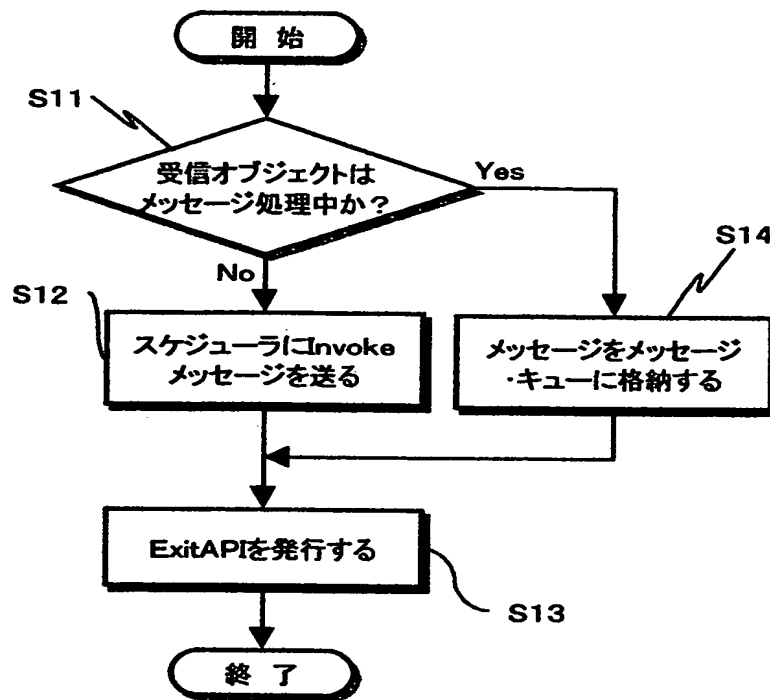 開始
S11
受信オブジェクトは
メッセージ処理中か？
Yes
No
S12
スケジューラにInvoke
メッセージを送る
S14
メッセージをメッセージ
・キューに格納する
ExitAPIを発行する
S13
終了